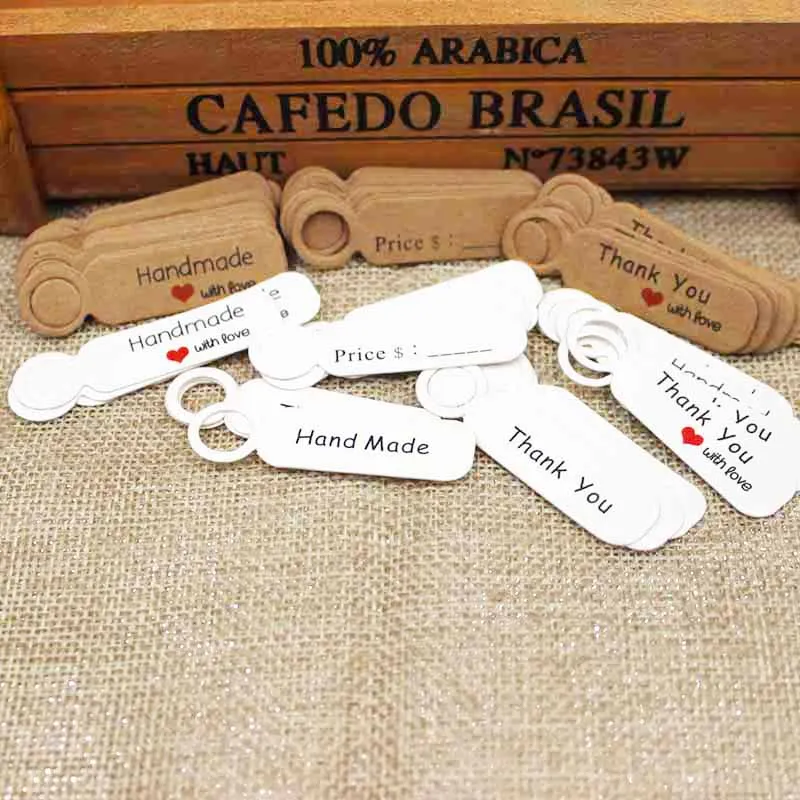 100% ARABICA
CAFEDO BRASIL
HAUT N°73843W
Handmade
with love
Price $ : ___
Thank You
with love
Handmade
with love
Price $ : _____
Hand Made
Thank You
You
Thank You
with love